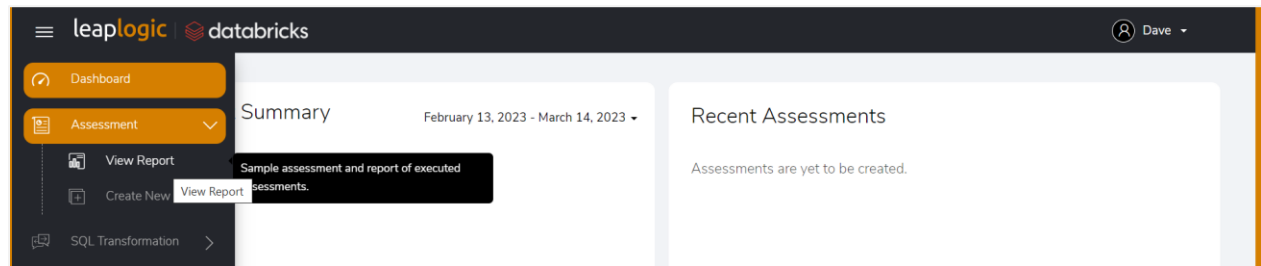 leaplogic databricks
Dave
Dashboard
Assessment
View Report
Create New
SQL Transformation
View Report
Sample assessment and report of executed
sessments.
Summary
February 13, 2023 - March 14, 2023
Recent Assessments
Assessments are yet to be created.